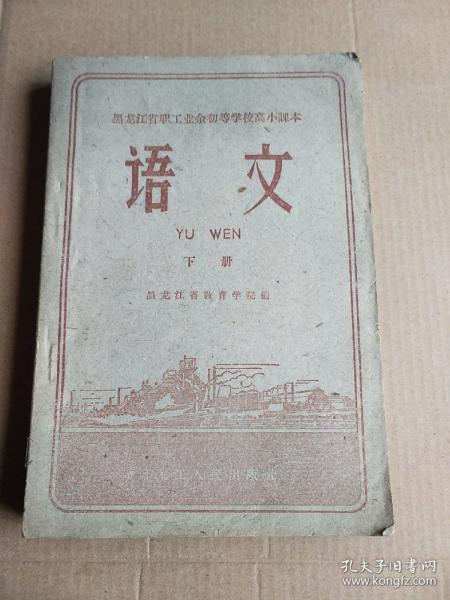 黑龙江省职工业余初等学校高小課本
语文
YU WEN
下册
黑龙江省教育学院編
黑龙江人民出版社
孔夫子旧书网
www.kongfz.com